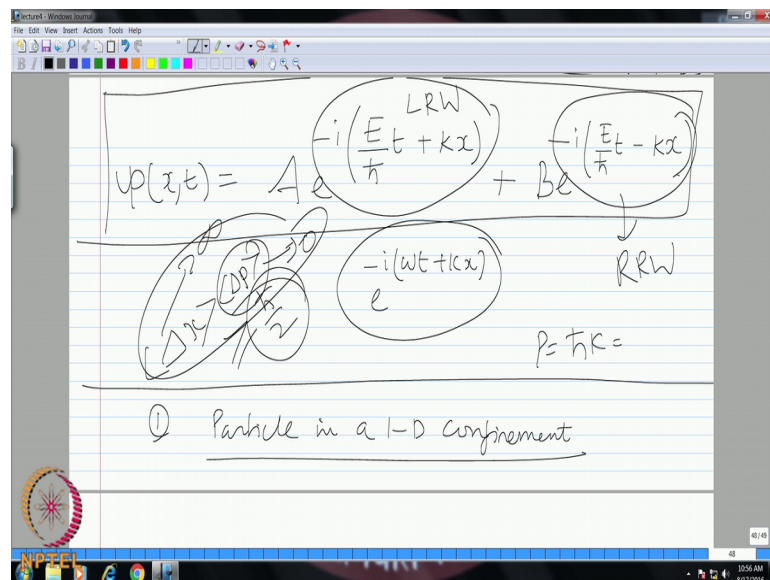 lecture4 - Windows Journal
File Edit View Insert Actions Tools Help
LRW
ψ(x,t) = A e^{-i(E/ħ t + kx)} + B e^{-i(E/ħ t - kx)}
RRW
Δx → ∞
ΔP → 0
ħ/2
e^{-i(ωt + kx)}
P = ħk =
① Particle in a 1-D confinement
48/49
48
NPTEL
10:56 AM